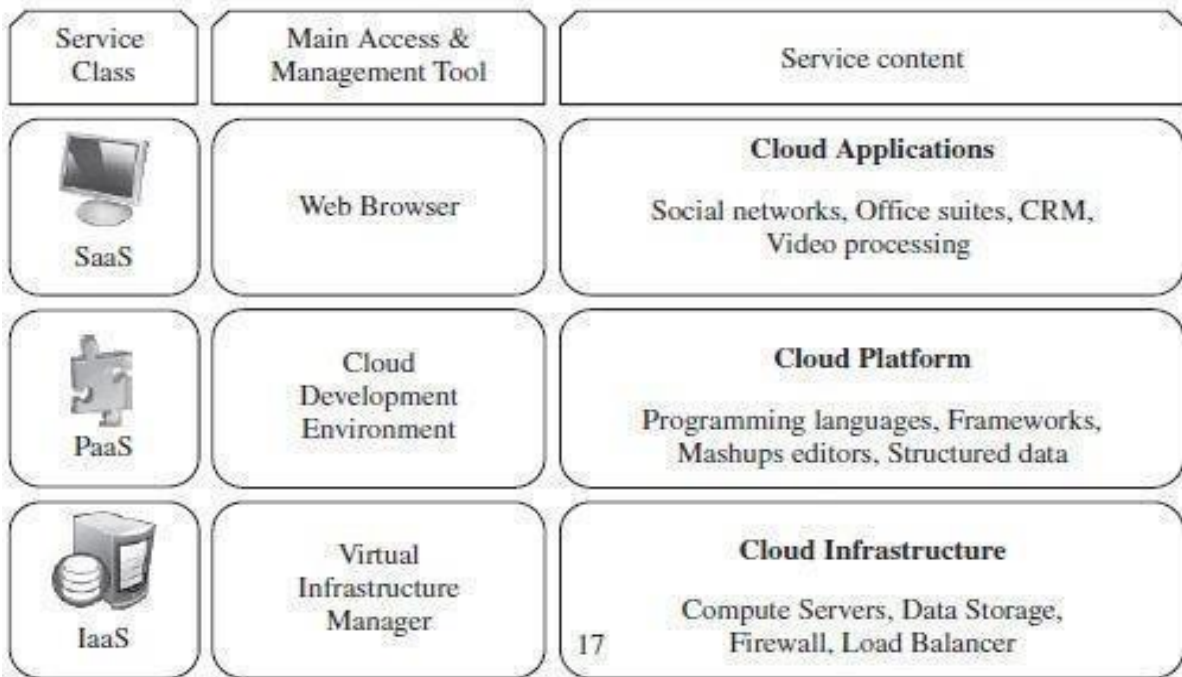 Service
Class
Main Access &
Management Tool
Service content
SaaS
Web Browser
Cloud Applications
Social networks, Office suites, CRM,
Video processing
PaaS
Cloud
Development
Environment
Cloud Platform
Programming languages, Frameworks,
Mashups editors, Structured data
IaaS
Virtual
Infrastructure
Manager
Cloud Infrastructure
Compute Servers, Data Storage,
Firewall, Load Balancer
17